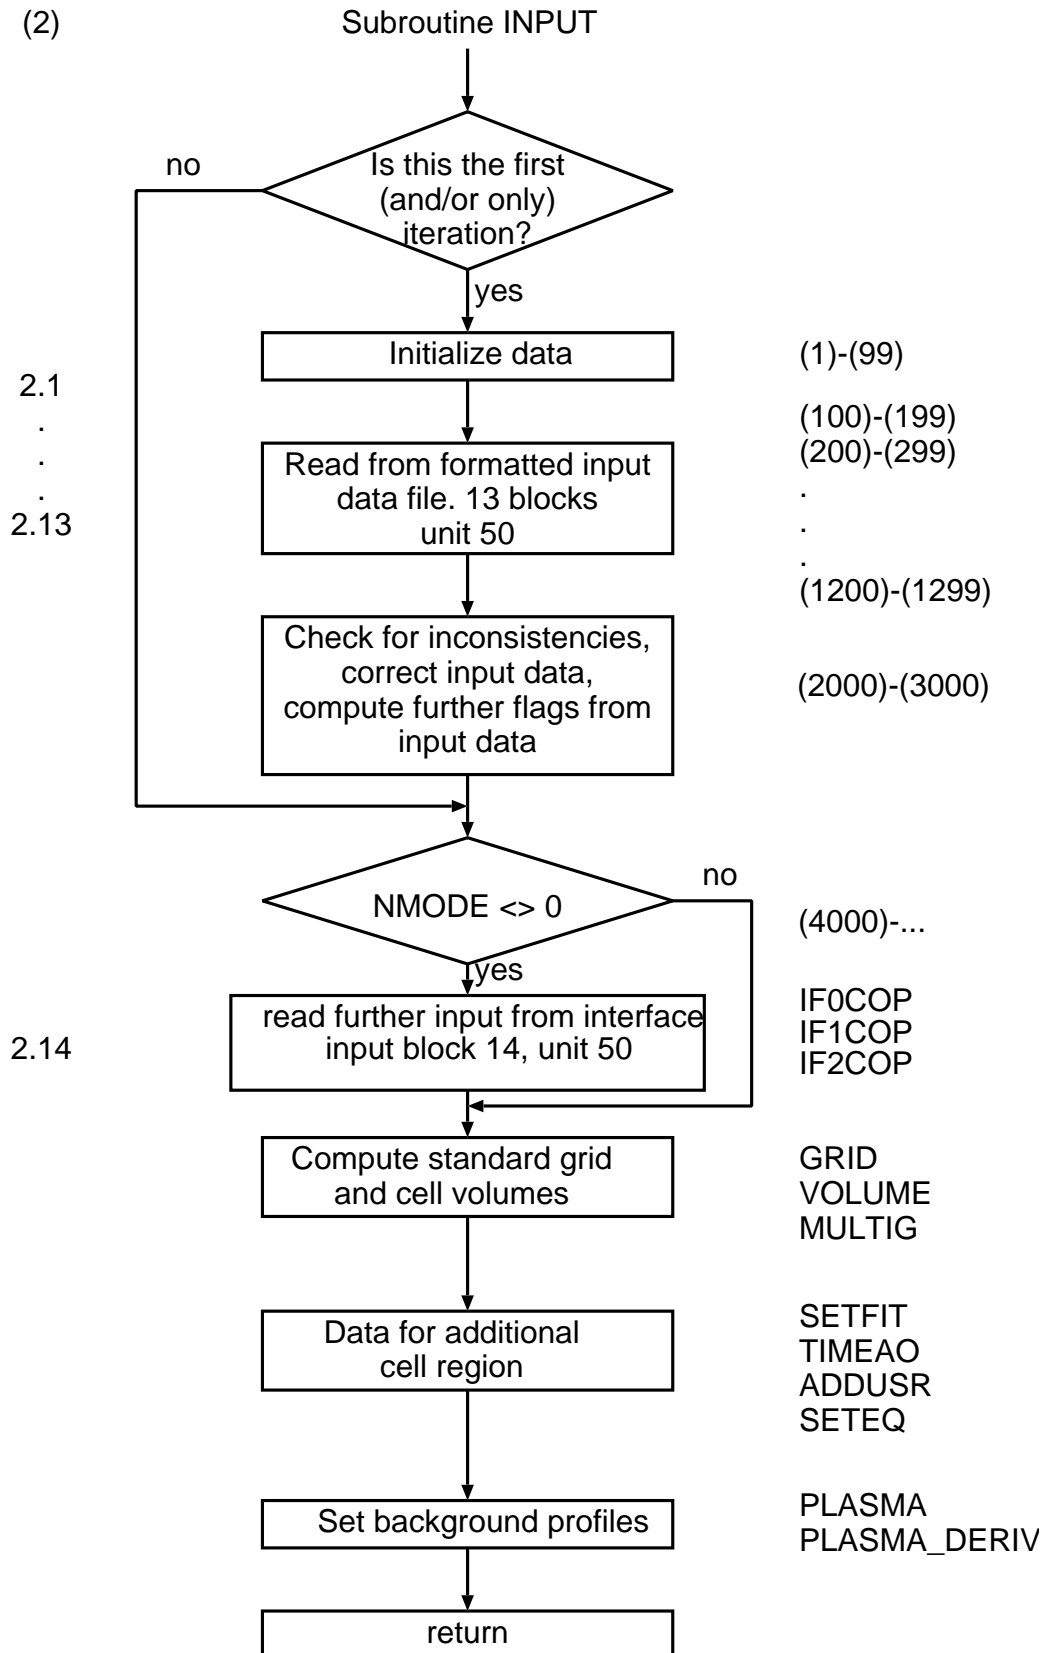 (2)
Subroutine INPUT
no
Is this the first
(and/or only)
iteration?
yes
Initialize data
(1)-(99)
2.1
.
.
.
2.13
Read from formatted input
data file. 13 blocks
unit 50
(100)-(199)
(200)-(299)
.
.
.
(1200)-(1299)
Check for inconsistencies,
correct input data,
compute further flags from
input data
(2000)-(3000)
NMODE <> 0
no
yes
(4000)-...
2.14
read further input from interface
input block 14, unit 50
IF0COP
IF1COP
IF2COP
Compute standard grid
and cell volumes
GRID
VOLUME
MULTIG
Data for additional
cell region
SETFIT
TIMEAO
ADDUSR
SETEQ
Set background profiles
PLASMA
PLASMA_DERIV
return